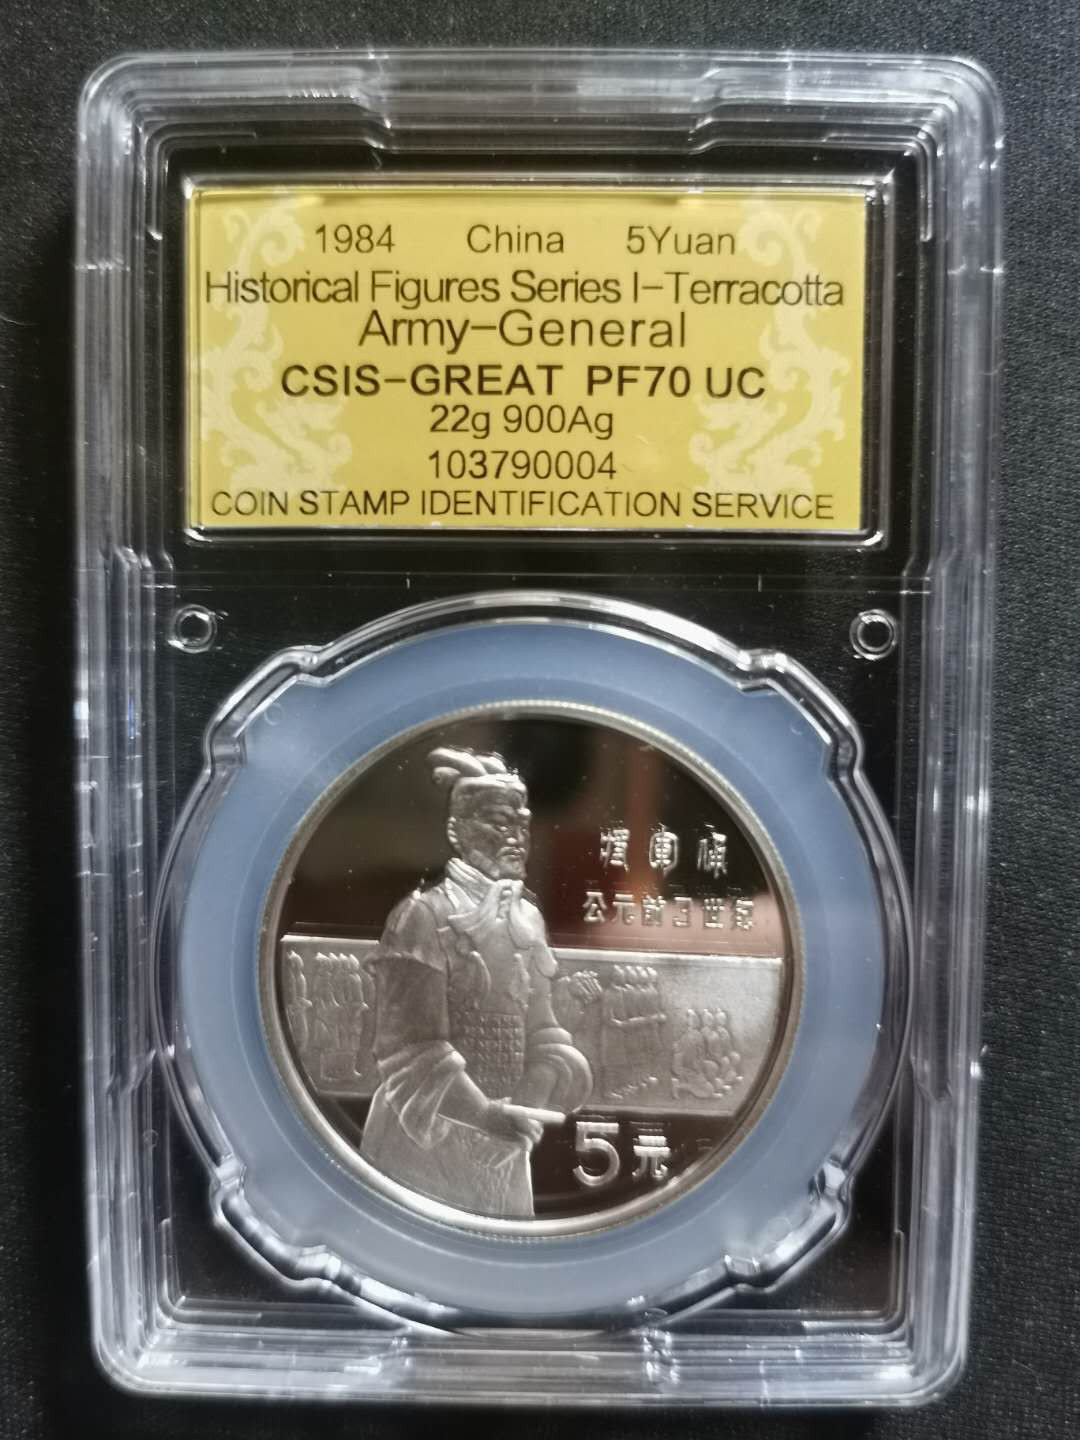 1984 China 5Yuan
Historical Figures Series I-Terracotta
Army-General
CSIS-GREAT PF70 UC
22g 900Ag
103790004
COIN STAMP IDENTIFICATION SERVICE
公元前三世纪
5元